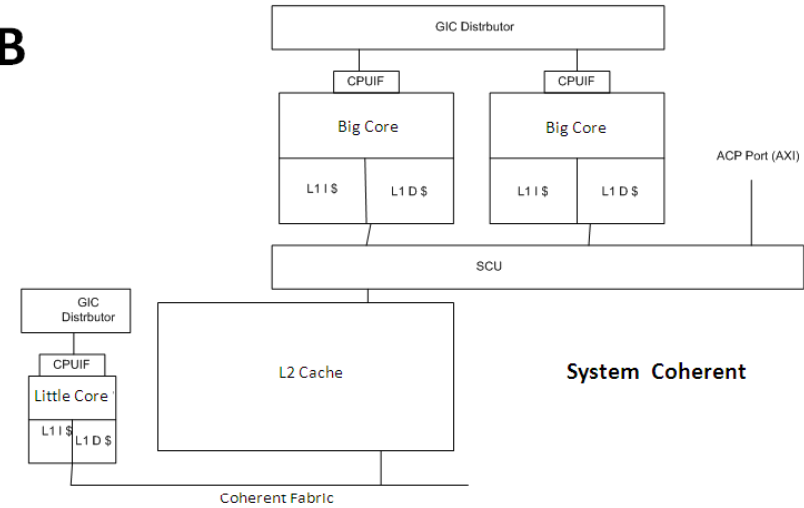 B
GIC Distrbutor
CPUIF
CPUIF
Big Core
Big Core
ACP Port (AXI)
L1 I $
L1 D $
L1 I $
L1 D $
SCU
GIC
Distrbutor
CPUIF
L2 Cache
System Coherent
Little Core
L1 I $
L1 D $
Coherent Fabric